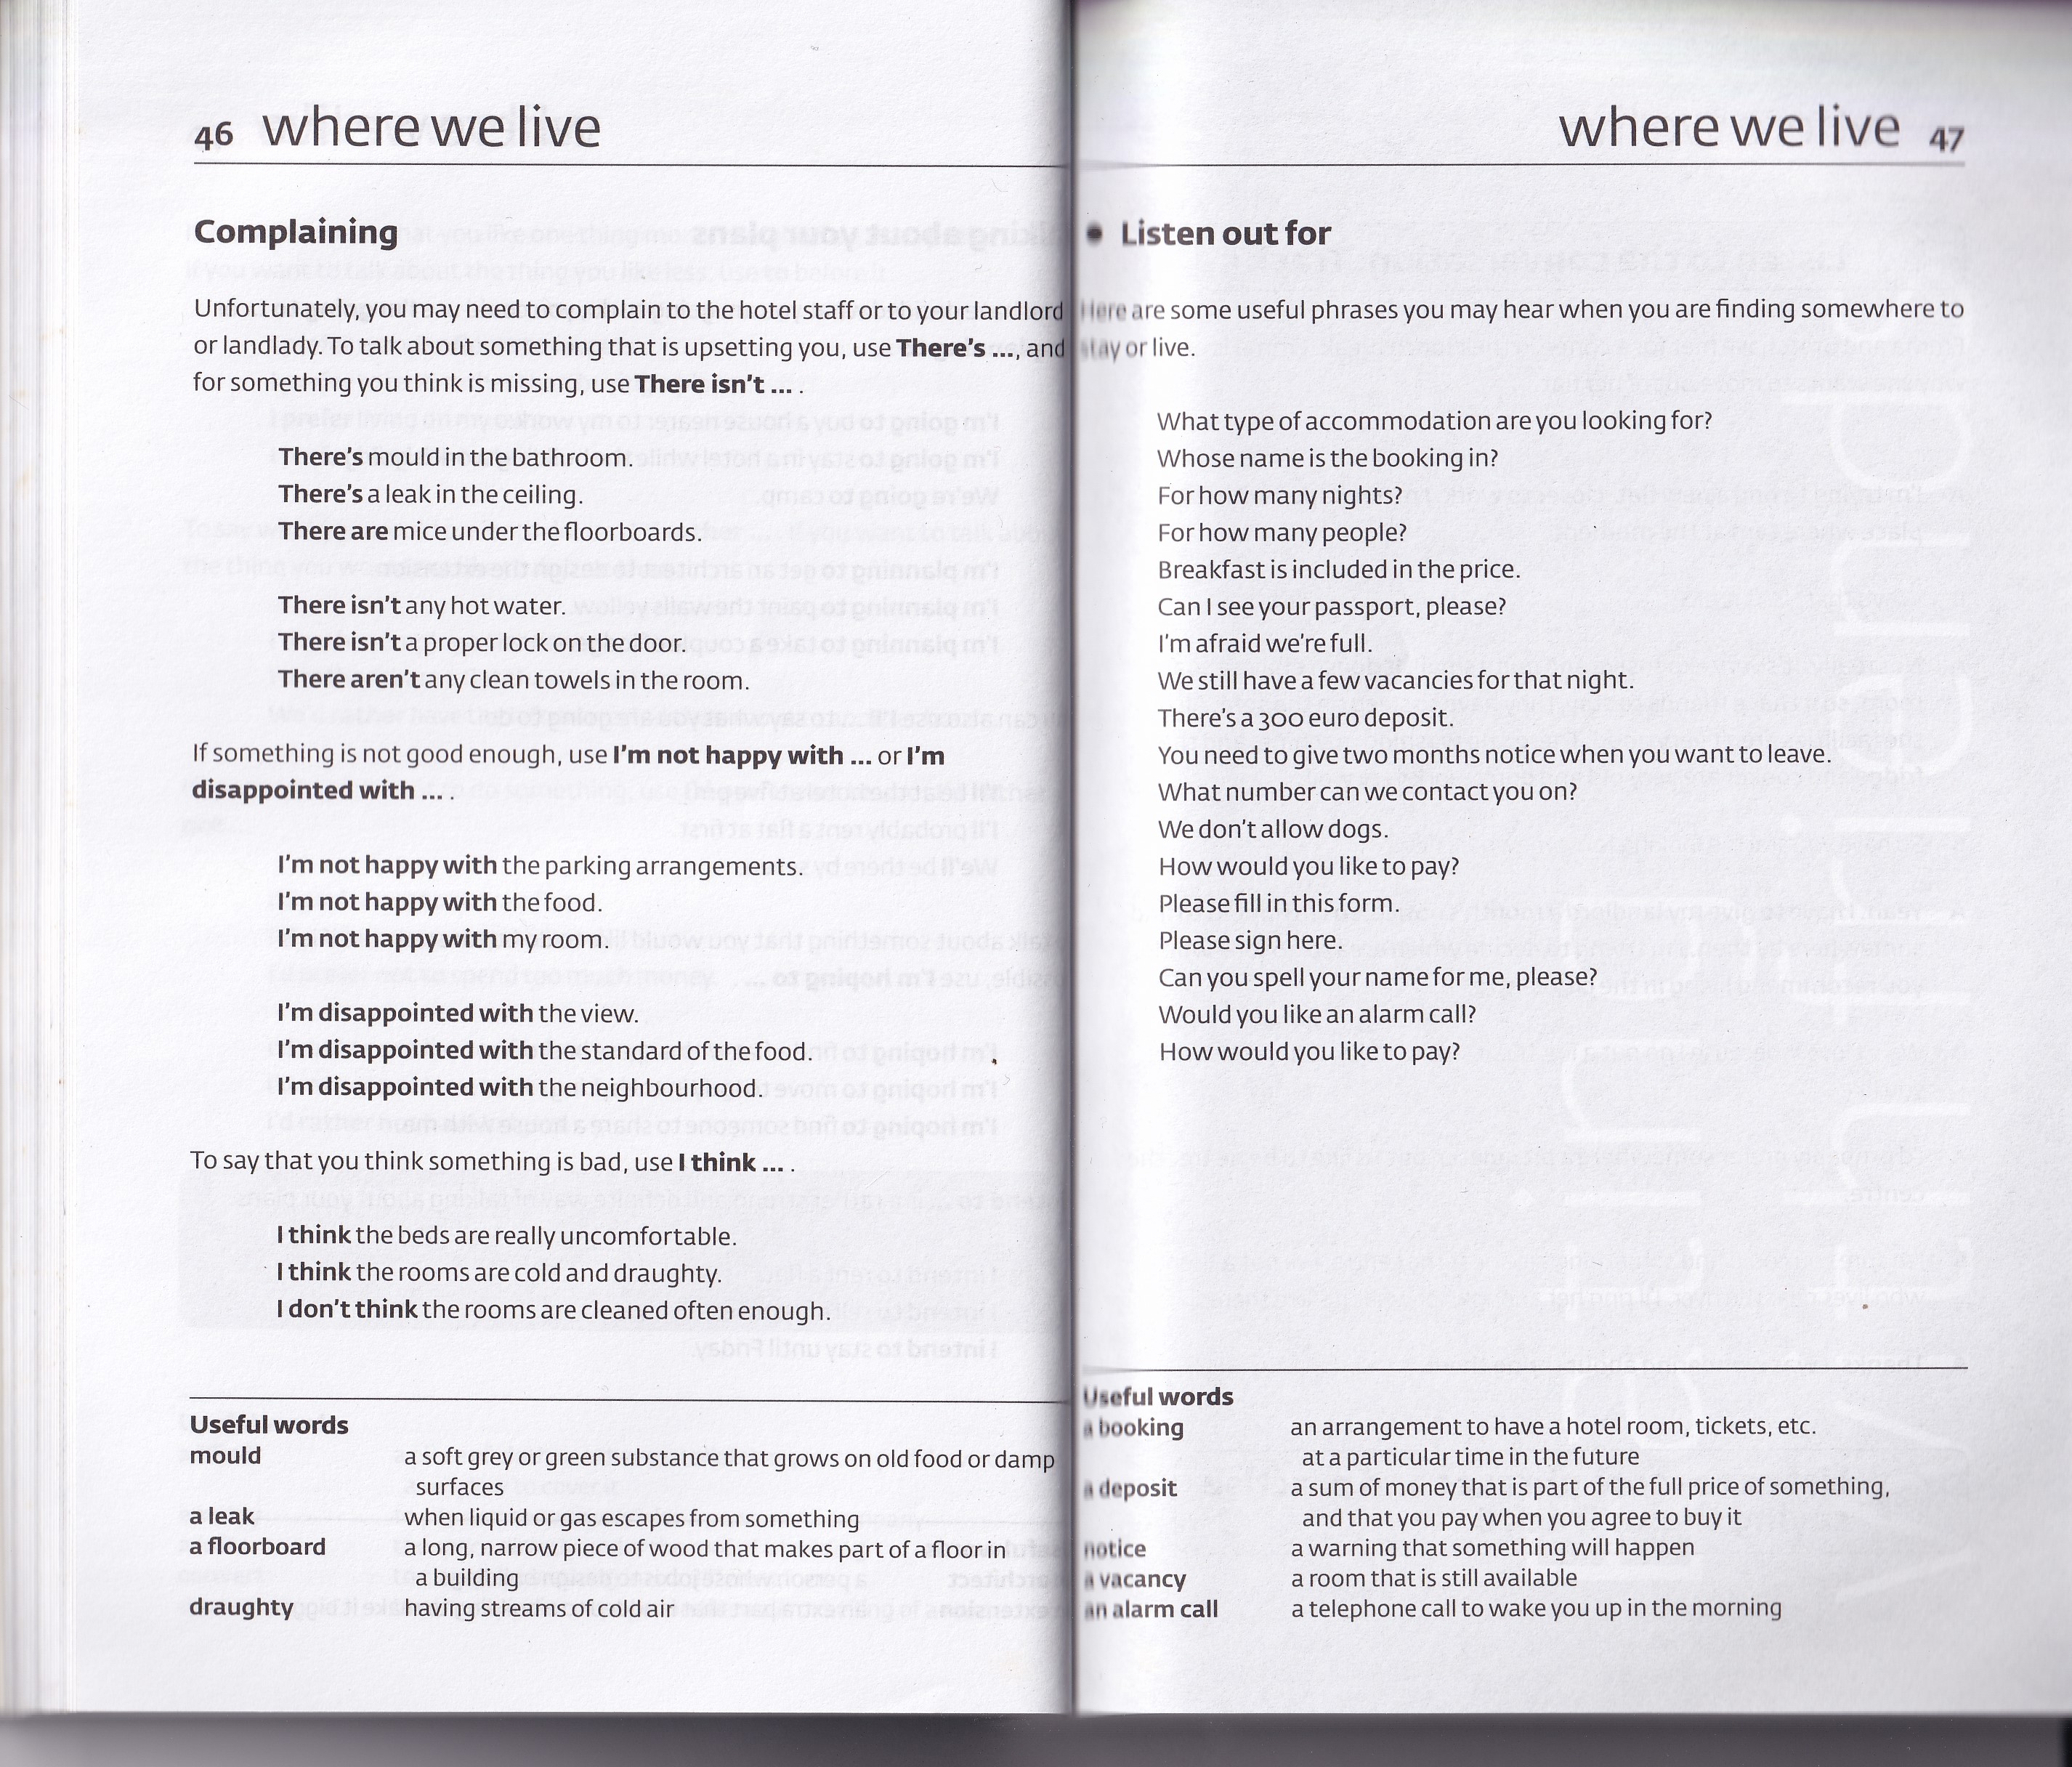 46 where we live
Complaining
Unfortunately, you may need to complain to the hotel staff or to your landlord
or landlady. To talk about something that is upsetting you, use There's ..., and
for something you think is missing, use There isn't ... .
There's mould in the bathroom.
There's a leak in the ceiling.
There are mice under the floorboards.
There isn't any hot water.
There isn't a proper lock on the door.
There aren't any clean towels in the room.
If something is not good enough, use I'm not happy with ... or I'm
disappointed with ... .
I'm not happy with the parking arrangements.
I'm not happy with the food.
I'm not happy with my room.
I'm disappointed with the view.
I'm disappointed with the standard of the food.
I'm disappointed with the neighbourhood.
To say that you think something is bad, use I think ... .
I think the beds are really uncomfortable.
I think the rooms are cold and draughty.
I don't think the rooms are cleaned often enough.
Useful words
mould a soft grey or green substance that grows on old food or damp
surfaces
a leak when liquid or gas escapes from something
a floorboard a long, narrow piece of wood that makes part of a floor in
a building
draughty having streams of cold air
where we live 47
• Listen out for
Here are some useful phrases you may hear when you are finding somewhere to
stay or live.
What type of accommodation are you looking for?
Whose name is the booking in?
For how many nights?
For how many people?
Breakfast is included in the price.
Can I see your passport, please?
I'm afraid we're full.
We still have a few vacancies for that night.
There's a 300 euro deposit.
You need to give two months notice when you want to leave.
What number can we contact you on?
We don't allow dogs.
How would you like to pay?
Please fill in this form.
Please sign here.
Can you spell your name for me, please?
Would you like an alarm call?
How would you like to pay?
Useful words
a booking an arrangement to have a hotel room, tickets, etc.
at a particular time in the future
a deposit a sum of money that is part of the full price of something,
and that you pay when you agree to buy it
notice a warning that something will happen
a vacancy a room that is still available
an alarm call a telephone call to wake you up in the morning